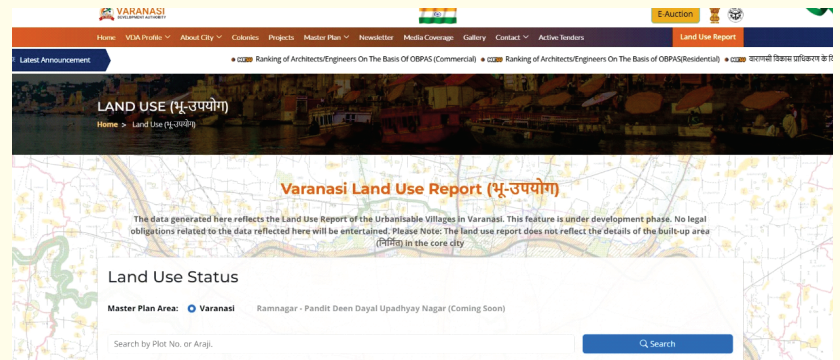 VARANASI
DEVELOPMENT AUTHORITY
E-Auction
Home VDA Profile About City Colonies Projects Master Plan Newsletter Media Coverage Gallery Contact Active Tenders Land Use Report
Latest Announcement
Ranking of Architects/Engineers On The Basis Of OBPAS (Commercial) Ranking of Architects/Engineers On The Basis of OBPAS(Residential) वाराणसी विकास प्राधिकरण के
LAND USE (भू-उपयोग)
Home > Land Use (भू-उपयोग)
Varanasi Land Use Report (भू-उपयोग)
The data generated here reflects the Land Use Report of the Urbanisable Villages in Varanasi. This feature is under development phase. No legal
obligations related to the data reflected here will be entertained. Please Note: The land use report does not reflect the details of the built-up area
(निर्मित) in the core city
Land Use Status
Master Plan Area: Varanasi Ramnagar - Pandit Deen Dayal Upadhyay Nagar (Coming Soon)
Search by Plot No. or Araji.
Search